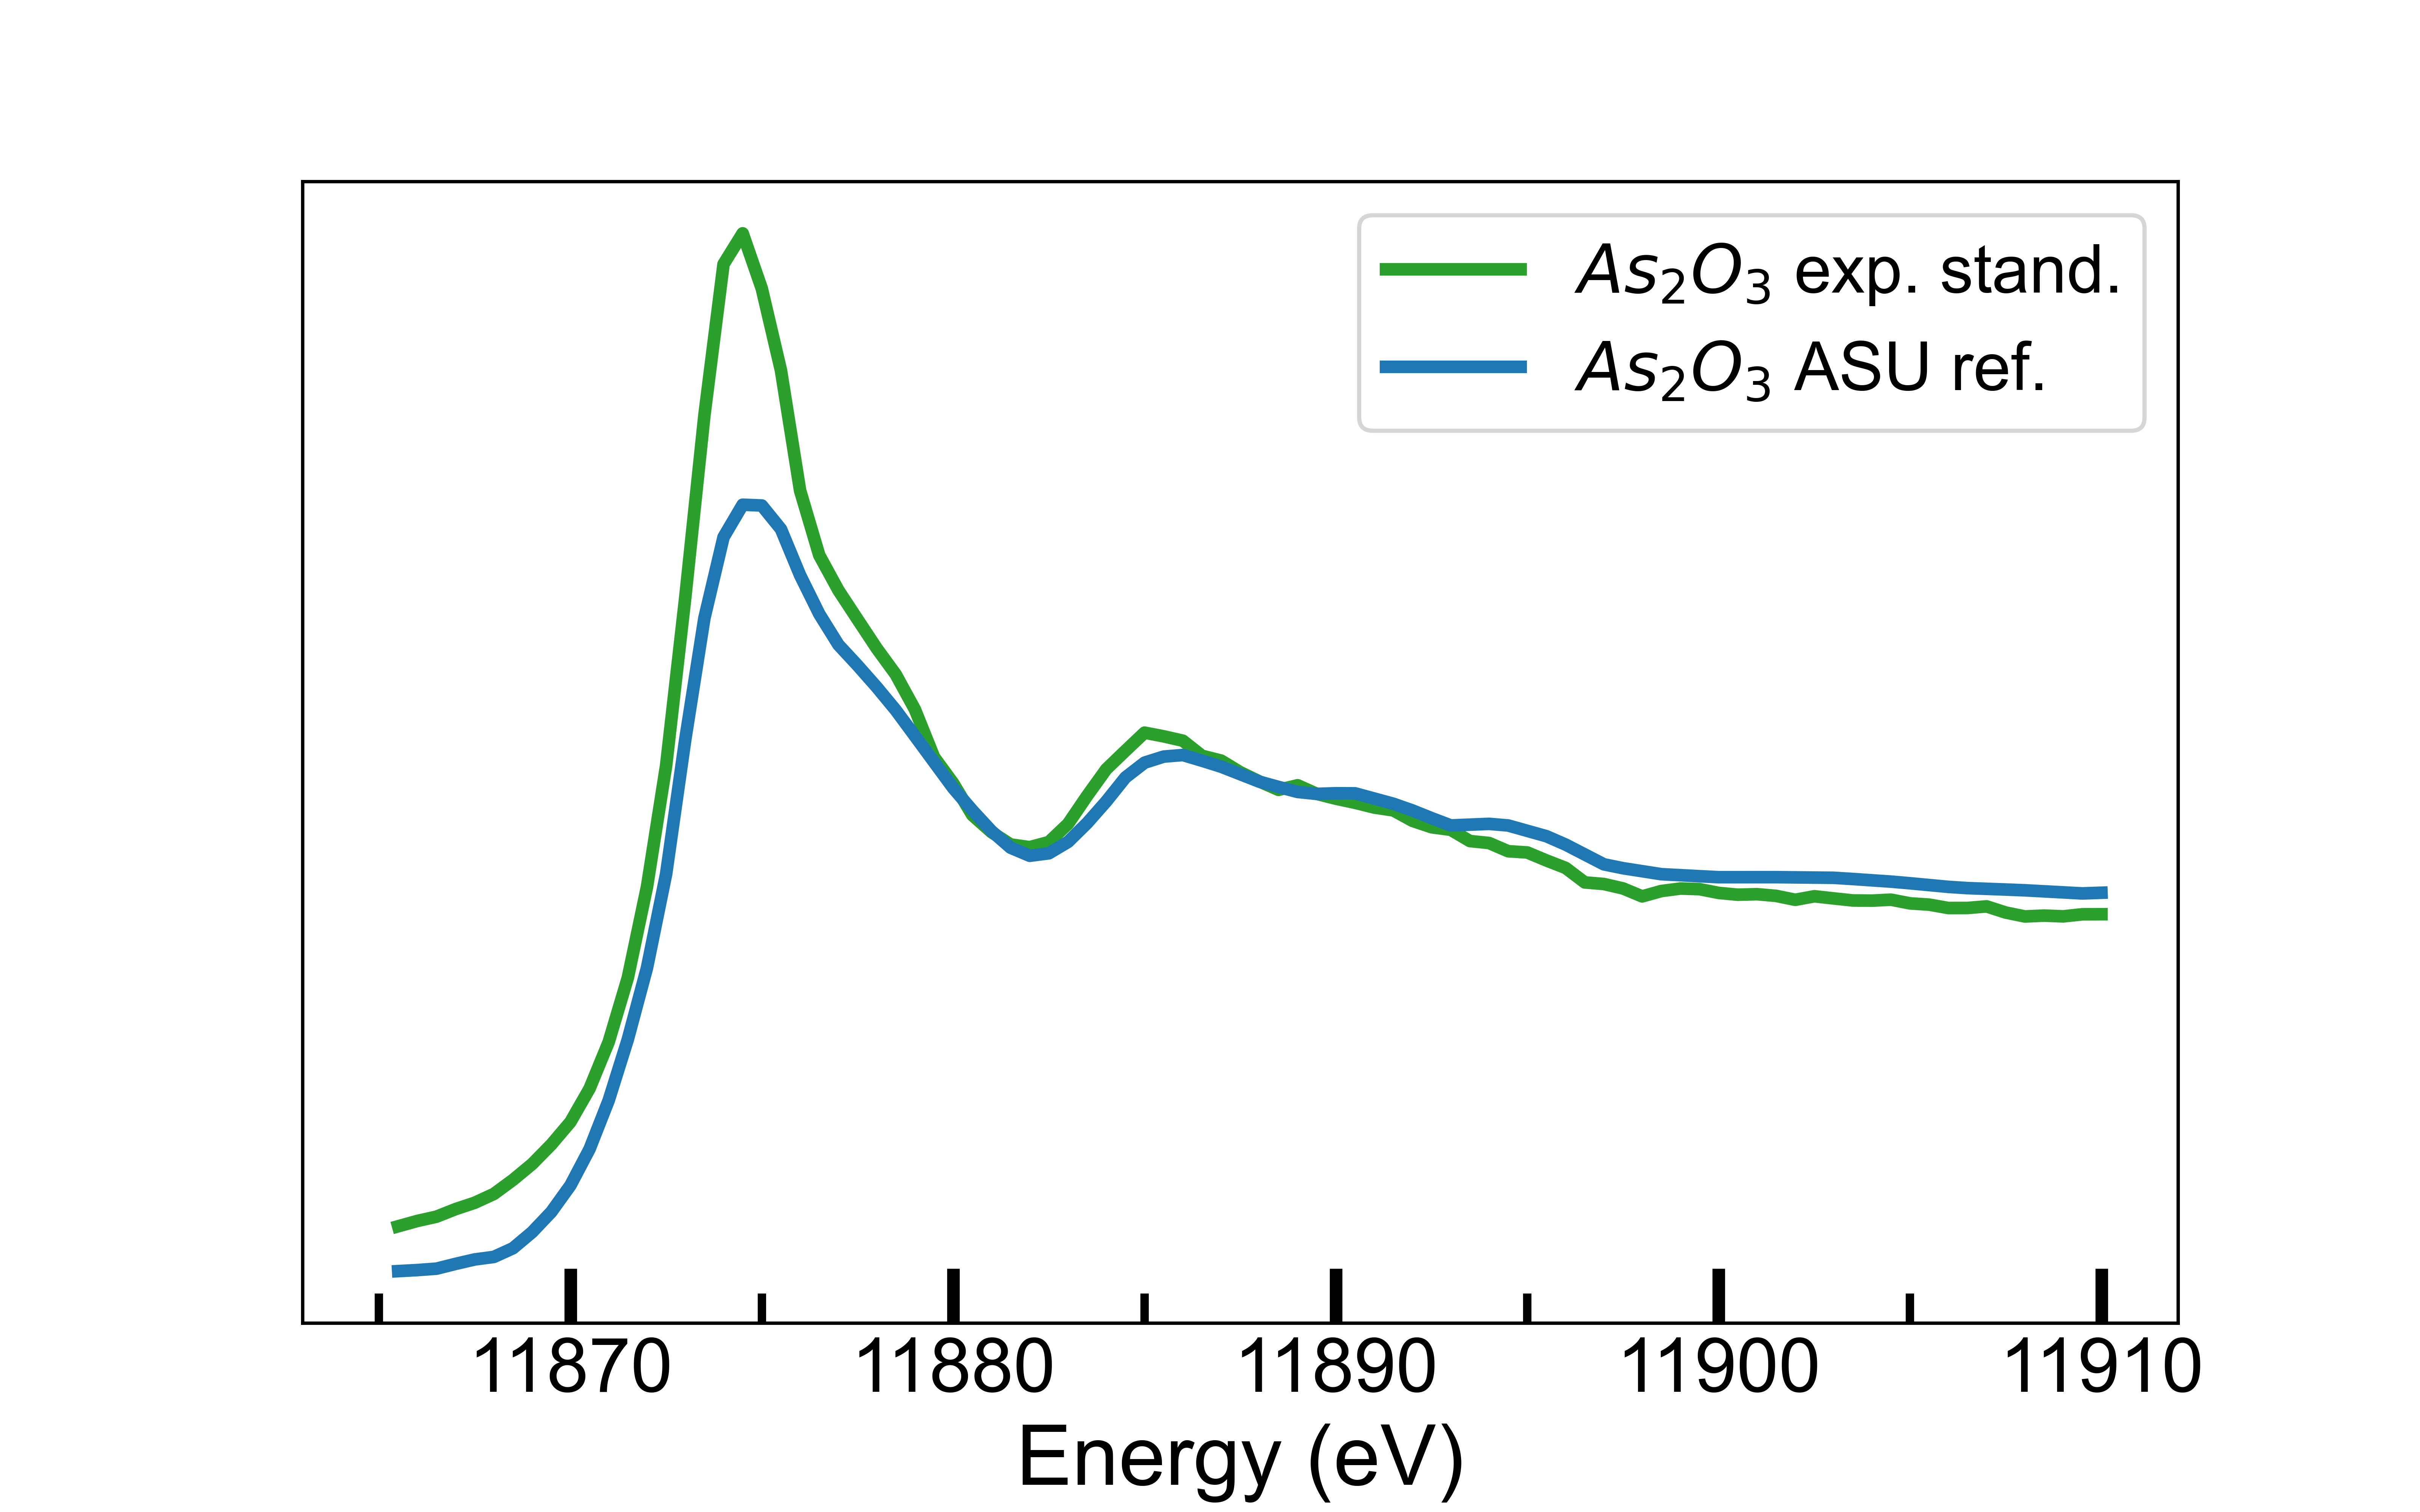 As₂O₃ exp. stand.
As₂O₃ ASU ref.
11870 11880 11890 11900 11910
Energy (eV)